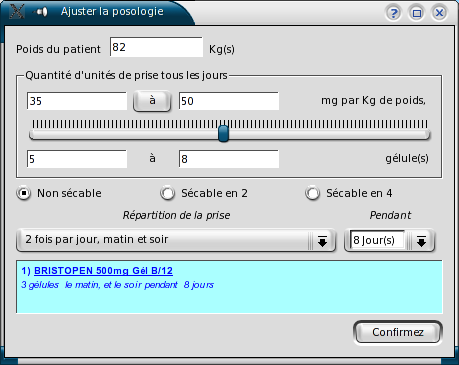 Ajuster la posologie
Poids du patient 82 Kg(s)
Quantité d'unités de prise tous les jours
35 à 50 mg par Kg de poids,
5 à 8 gélule(s)
Non sécable Sécable en 2 Sécable en 4
Répartition de la prise Pendant
2 fois par jour, matin et soir 8 Jour(s)
1) BRISTOPEN 500mg Gél B/12
3 gélules le matin, et le soir pendant 8 jours
Confirmez